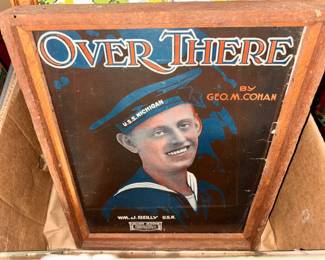 OVER THERE
BY
GEO. M. COHAN
U.S.S. MICHIGAN
WM. J. REILLY U.S.N.